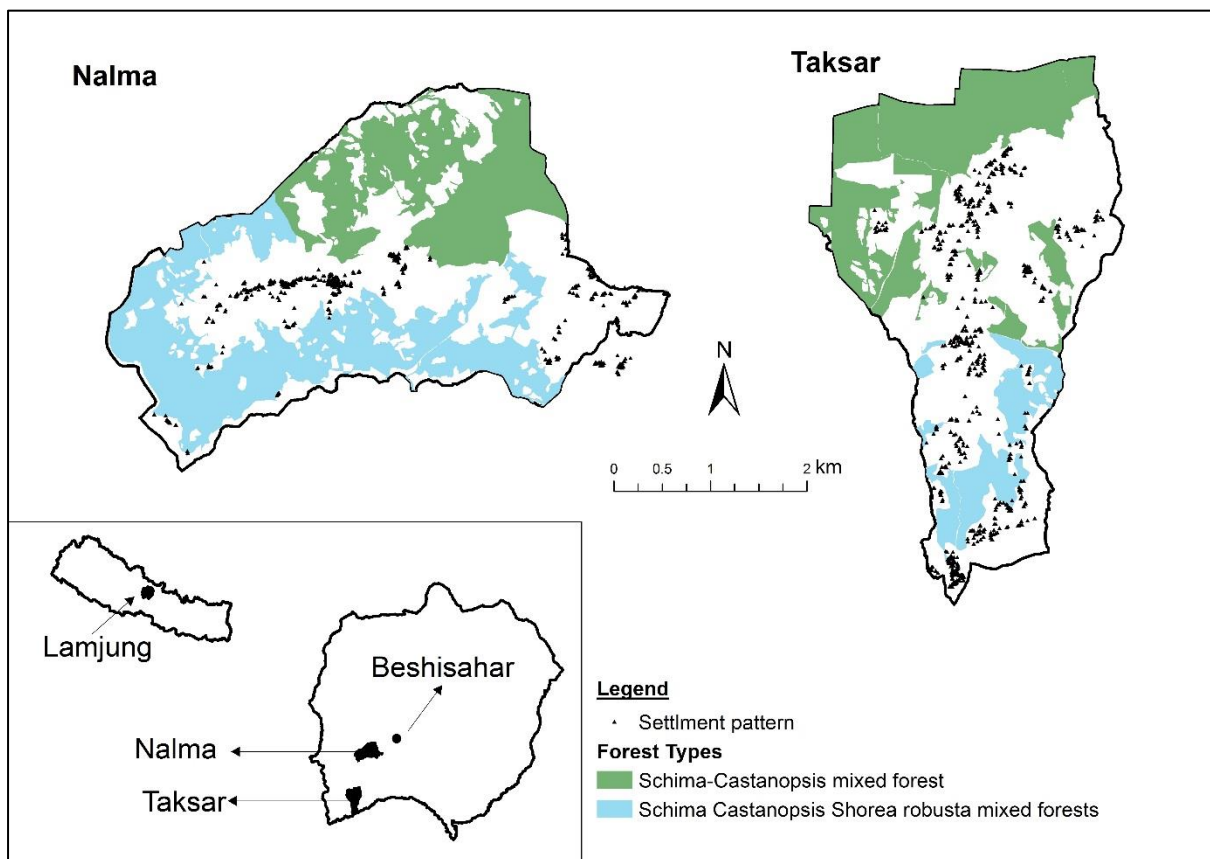 Nalma
Taksar
N
0 0.5 1 2 km
Lamjung
Beshisahar
Nalma
Taksar
Legend
Settlment pattern
Forest Types
Schima-Castanopsis mixed forest
Schima Castanopsis Shorea robusta mixed forests